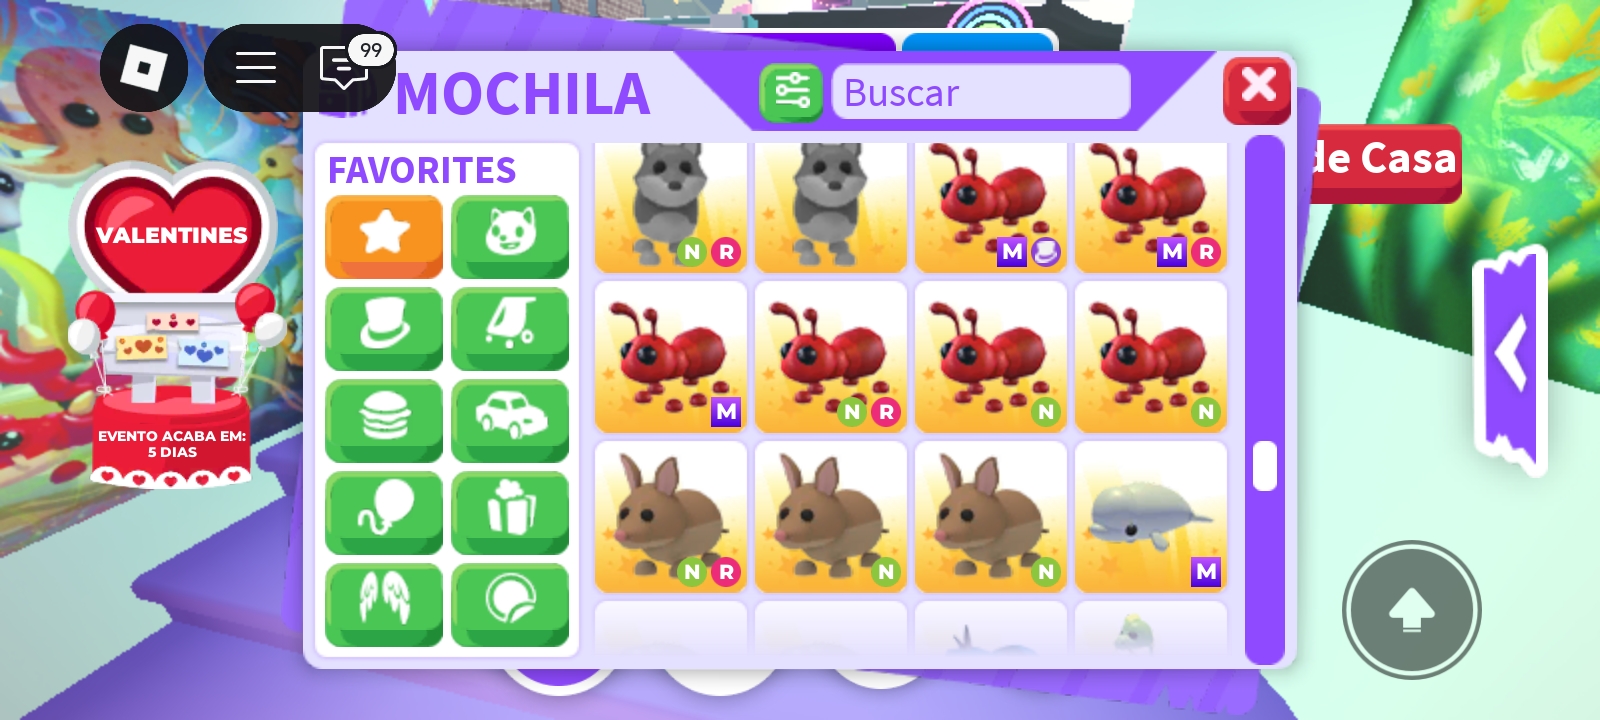 99
MOCHILA
Buscar
de Casa
FAVORITES
VALENTINES
EVENTO ACABA EM:
5 DIAS
N R
M
M R
M
N R
N
N
N R
N
N
M